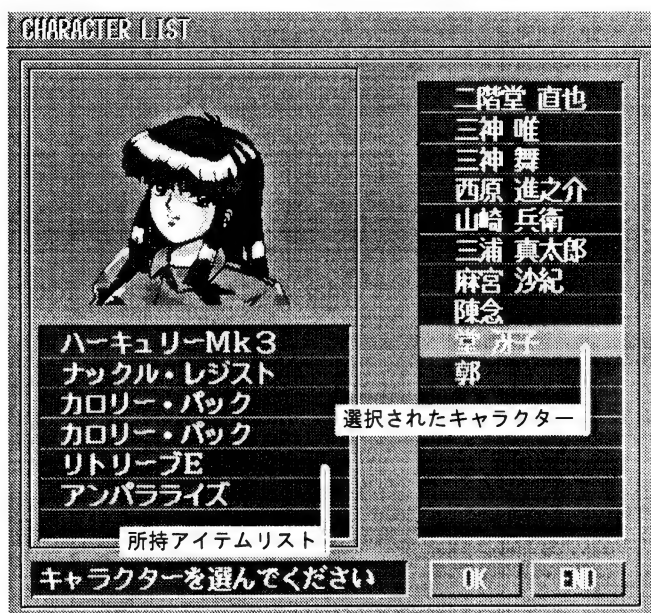 CHARACTER LIST
ハーキュリーMk3
ナックル・レジスト
カロリー・パック
カロリー・パック
リトリーブE
アンパラライズ
所持アイテムリスト
二階堂 直也
三神 唯
三神 舞
西原 進之介
山崎 兵衛
三浦 真太郎
麻宮 沙紀
陳念
堂 冴子
郭
選択されたキャラクター
キャラクターを選んでください
OK
END